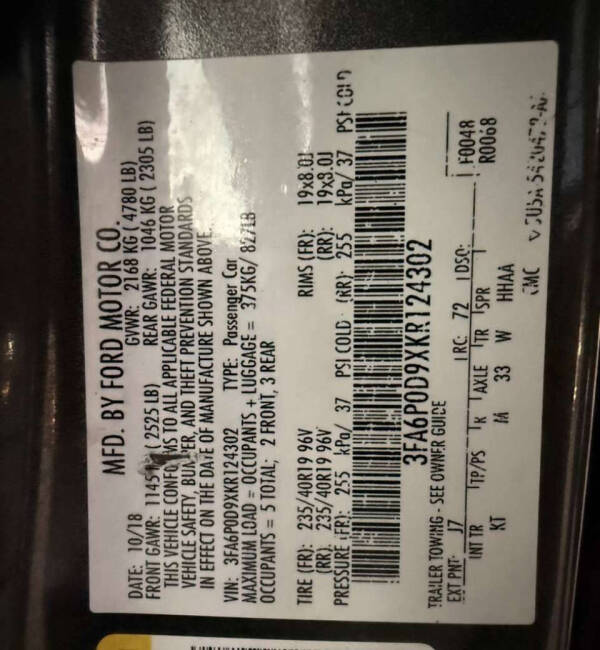 MFD. BY FORD MOTOR CO.
DATE: 10/18 GVWR: 2168 KG ( 4780 LB)
FRONT GAWR: 1145 ( 2525 LB) REAR GAWR: 1046 KG ( 2305 LB)
THIS VEHICLE TO ALL APPLICABLE FEDERAL MOTOR
VEHICLE SAFETY, AND THEFT PREVENTION STANDARDS
IN EFFECT ON THE DATE OF MANUFACTURE SHOWN ABOVE.
VIN: 3FA6P0D9XKR124302 TYPE: Passenger Car
MAXIMUM LOAD = OCCUPANTS + LUGGAGE = 375KG/ 827LB
OCCUPANTS = 5 TOTAL; 2 FRONT, 3 REAR
TIRE (FR): 235/40R19 96V RIMS (FR): 19x8.0J
(RR): 235/40R19 96V (RR): 19x8.0J
PRESSURE (FR): 255 kPa/ 37 PSI COLD (RR): 255 kPa/ 37 PSI COLD
3FA6P0D9XKR124302
TRAILER TOWING - SEE OWNER GUIDE
EXT PNT: J7 RC: 72 DSO: F0048
INT TR TP/PS R AXLE TR SPR R0068
KT 33 W HHAA